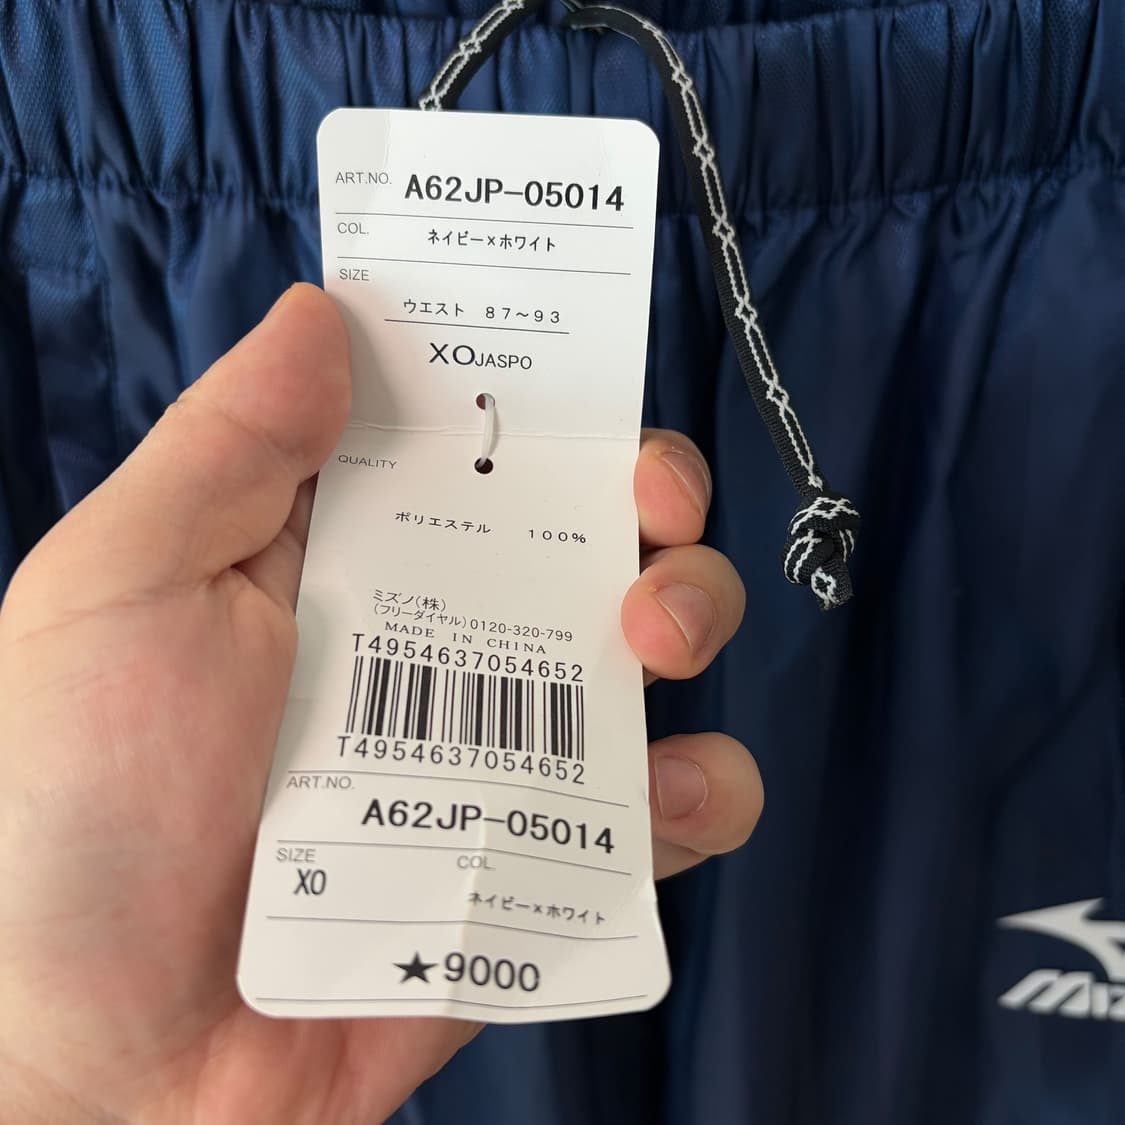 ART.NO. A62JP-05014
COL. ネイビー×ホワイト
SIZE
ウエスト 87～93
XOJASPO
QUALITY
ポリエステル 100%
ミズノ(株)
(フリーダイヤル)0120-320-799
MADE IN CHINA
T4954637054652
T4954637054652
ART.NO.
A62JP-05014
SIZE COL.
XO ネイビー×ホワイト
★9000